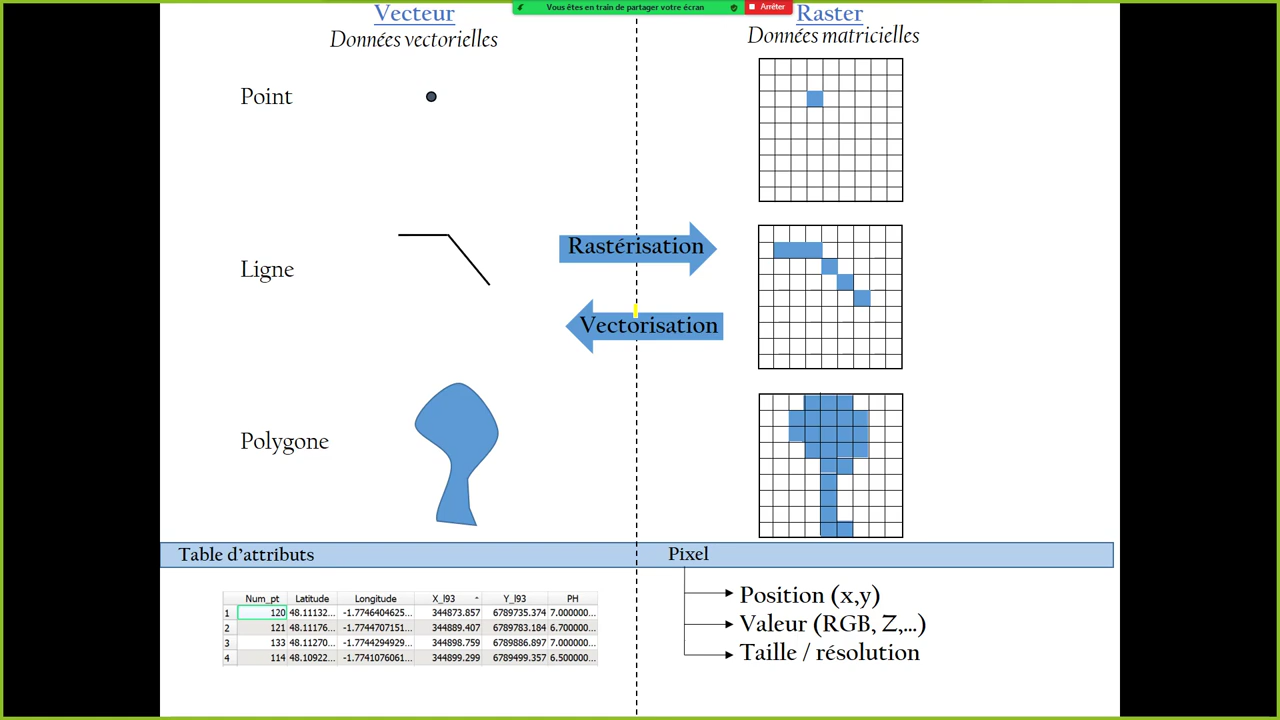 Vous êtes en train de partager votre écran
Arrêter
Vecteur
Données vectorielles
Raster
Données matricielles
Point
Ligne
Rastérisation
Vectorisation
Polygone
Table d'attributs
Pixel
Num_pt Latitude Longitude X_l93 Y_l93 PH
1 120 48.11132... -1.7746404625... 344873.857 6789735.374 7.000000...
2 121 48.11176... -1.7744707151... 344889.407 6789783.184 6.700000...
3 133 48.11270... -1.7744294929... 344898.759 6789886.897 7.000000...
4 114 48.10922... -1.7741076061... 344899.299 6789499.357 6.500000...
Position (x,y)
Valeur (RGB, Z,...)
Taille / résolution